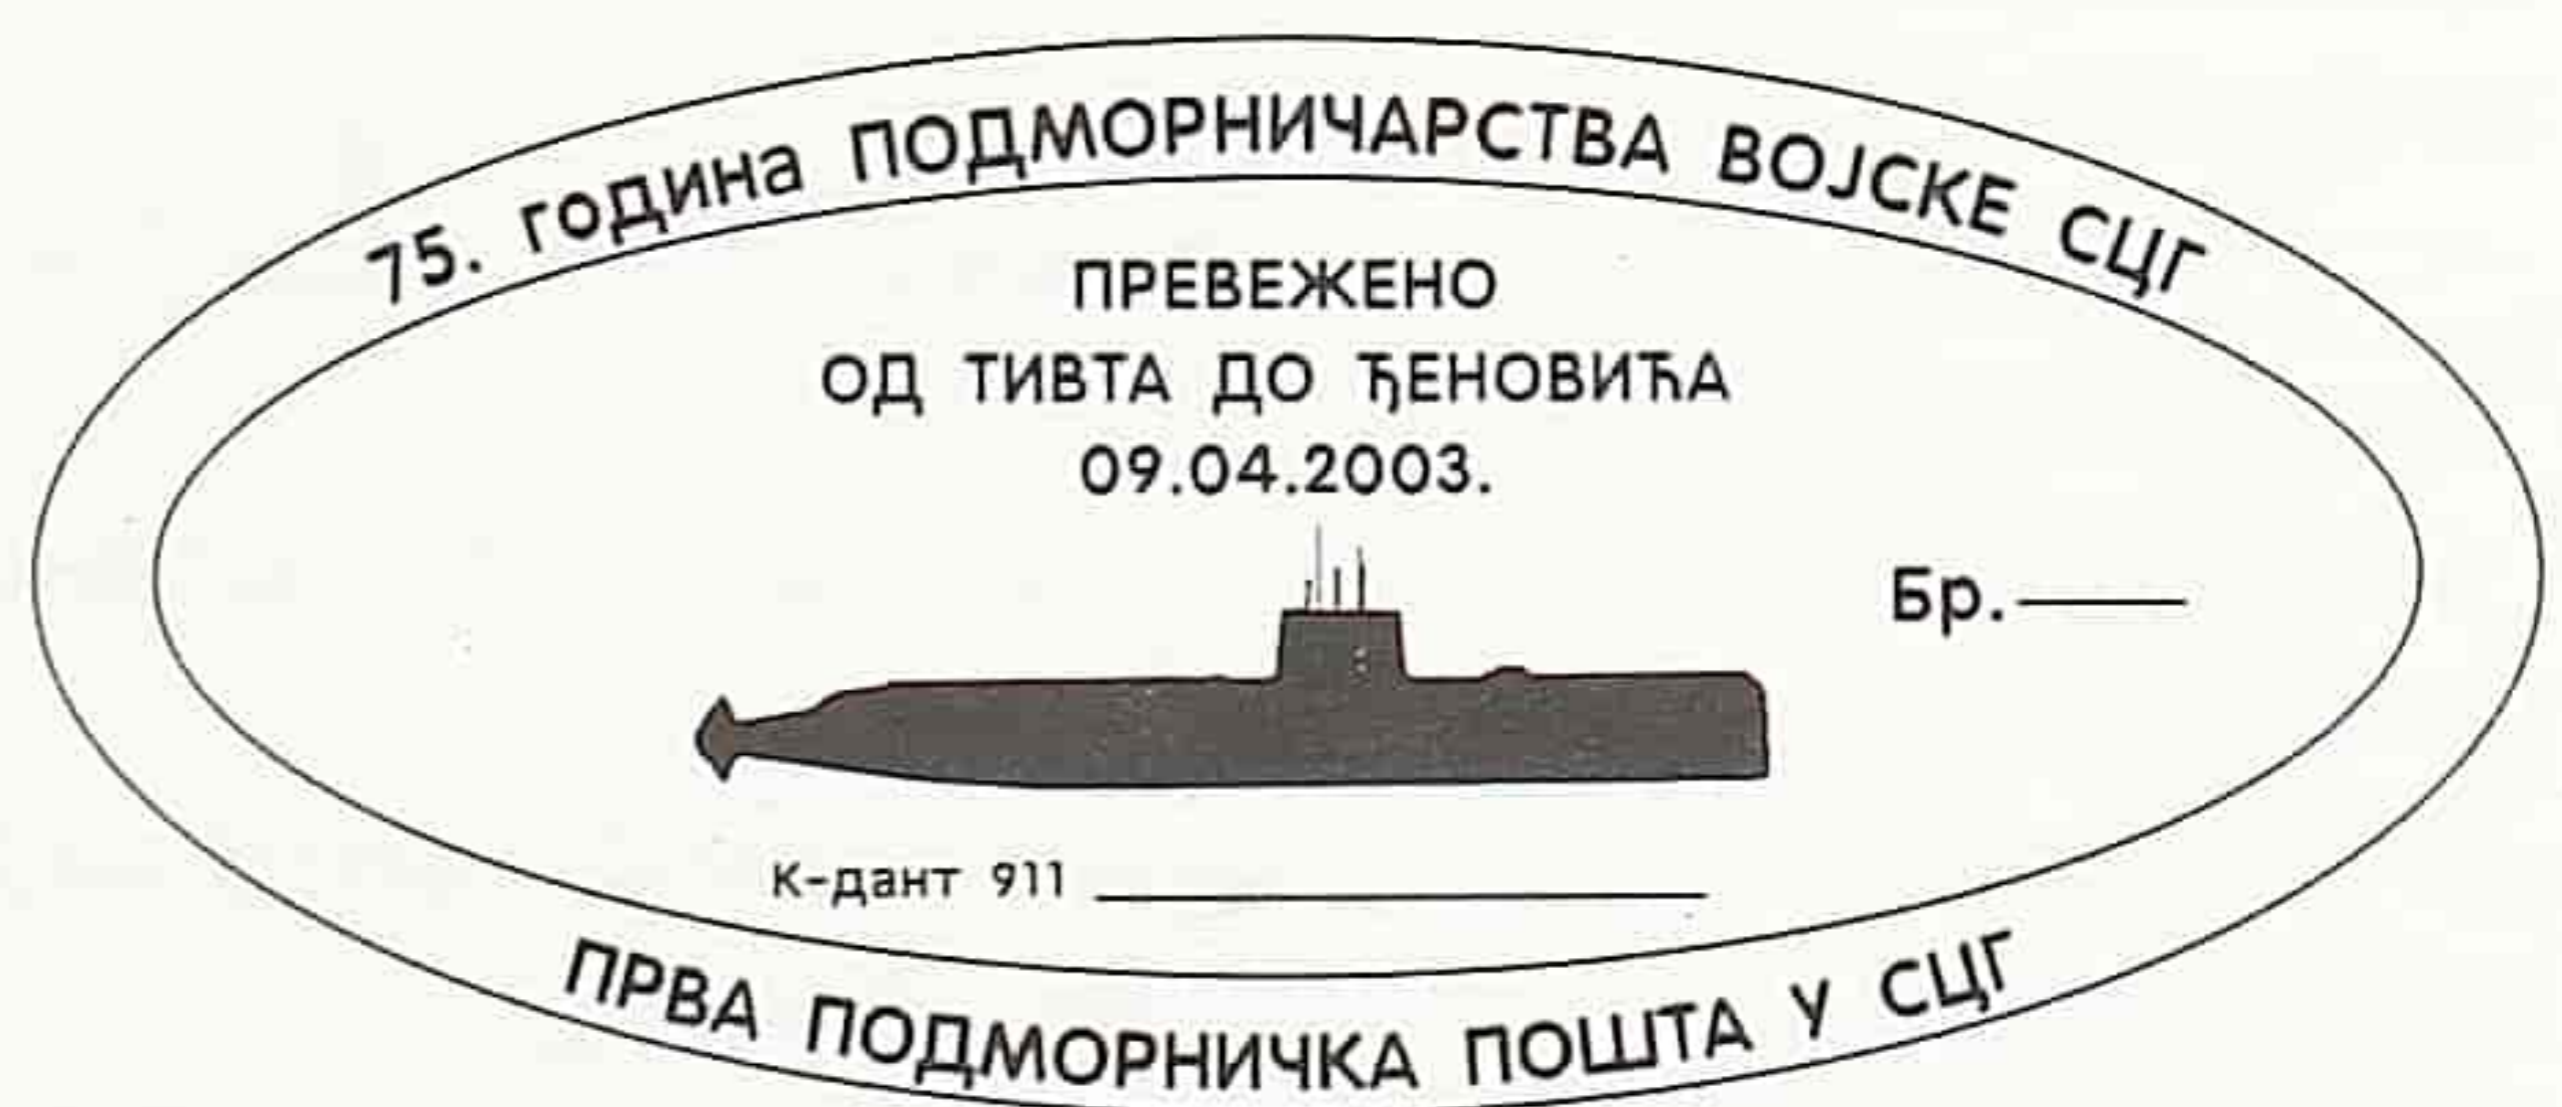 75. година ПОДМОРНИЧАРСТВА ВОЈСКЕ СЦГ
ПРЕВЕЖЕНО
ОД ТИВТА ДО ЂЕНОВИЋА
09.04.2003.
Бр.
К-дант 911
ПРВА ПОДМОРНИЧКА ПОШТА У СЦГ